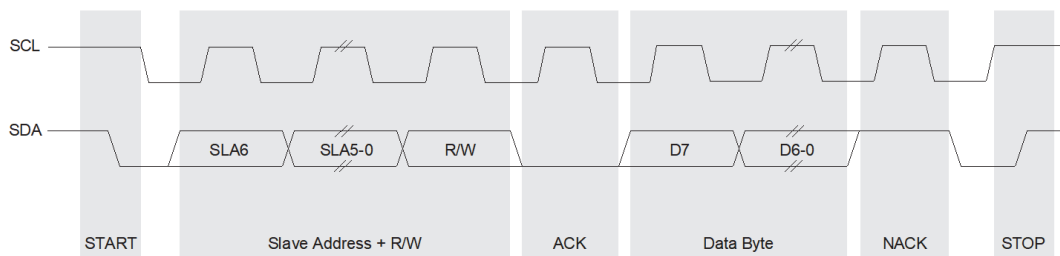 SCL
SDA
SLA6 SLA5-0 R/W D7 D6-0
START Slave Address + R/W ACK Data Byte NACK STOP